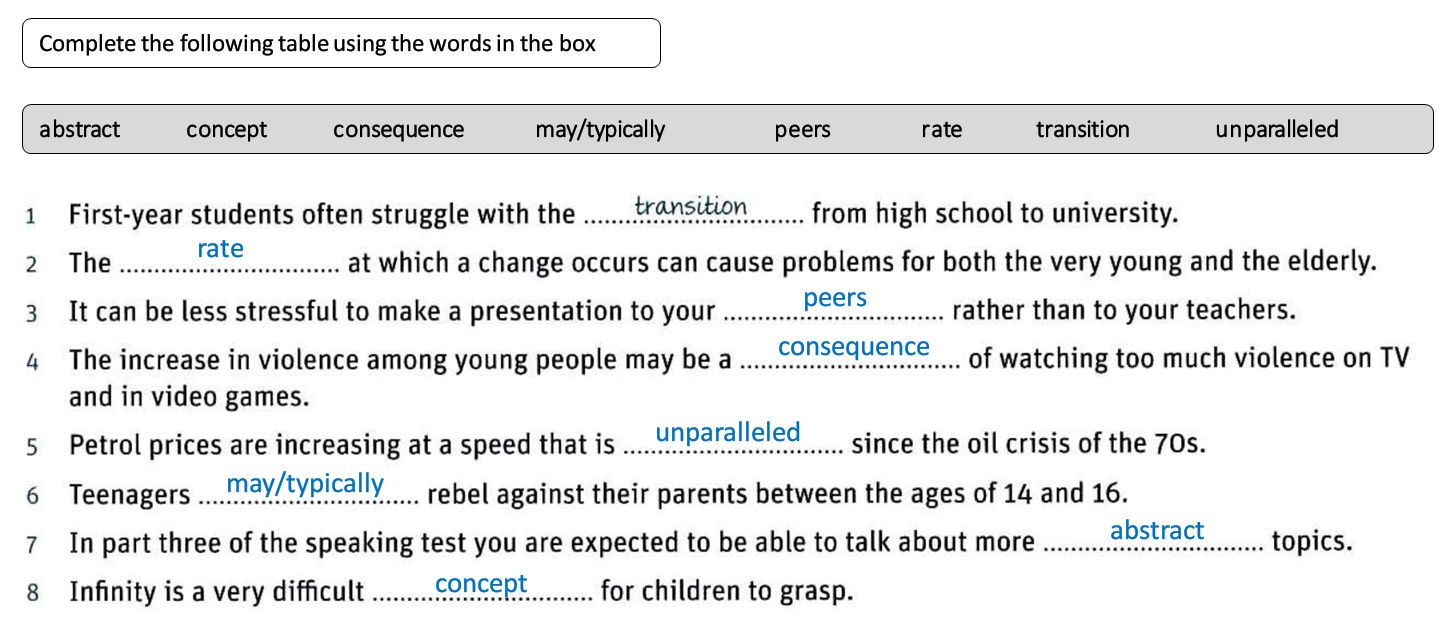 Complete the following table using the words in the box
abstract concept consequence may/typically peers rate transition unparalleled
1 First-year students often struggle with the ......transition...... from high school to university.
2 The ......rate...... at which a change occurs can cause problems for both the very young and the elderly.
3 It can be less stressful to make a presentation to your ......peers...... rather than to your teachers.
4 The increase in violence among young people may be a ......consequence...... of watching too much violence on TV
and in video games.
5 Petrol prices are increasing at a speed that is ......unparalleled...... since the oil crisis of the 70s.
6 Teenagers ......may/typically...... rebel against their parents between the ages of 14 and 16.
7 In part three of the speaking test you are expected to be able to talk about more ......abstract...... topics.
8 Infinity is a very difficult ......concept...... for children to grasp.